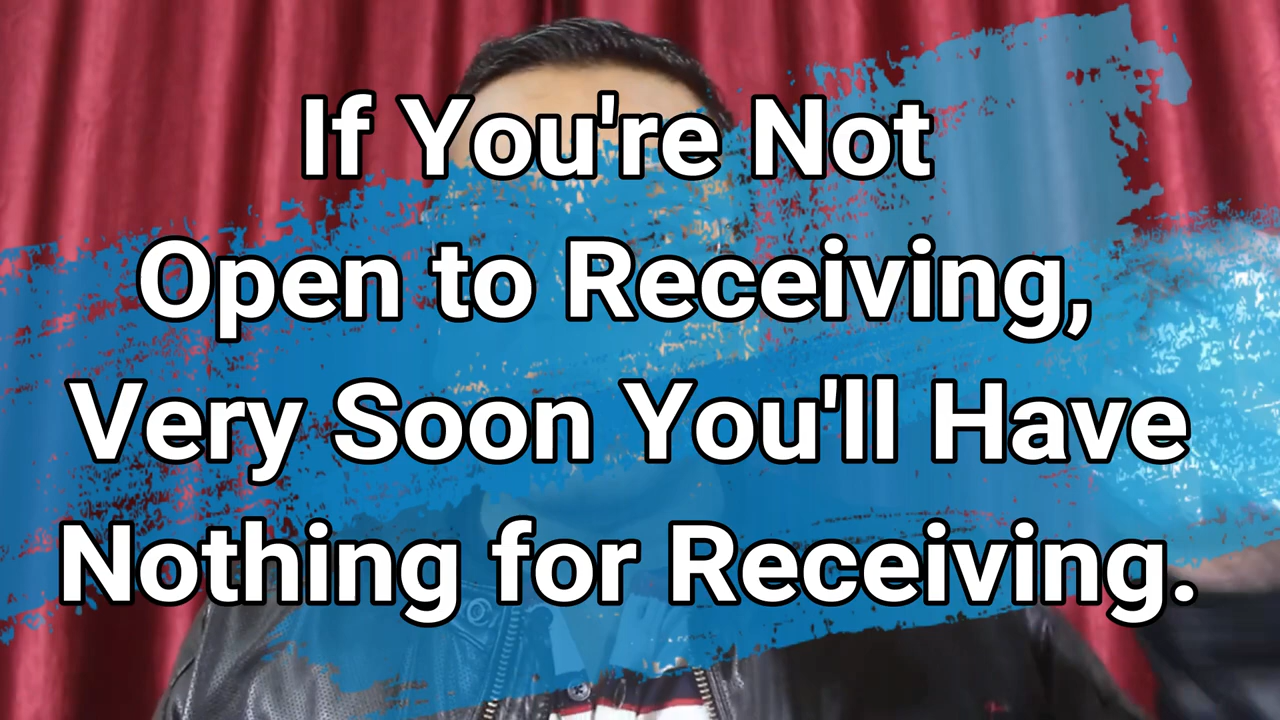 If You're Not
Open to Receiving,
Very Soon You'll Have
Nothing for Receiving.